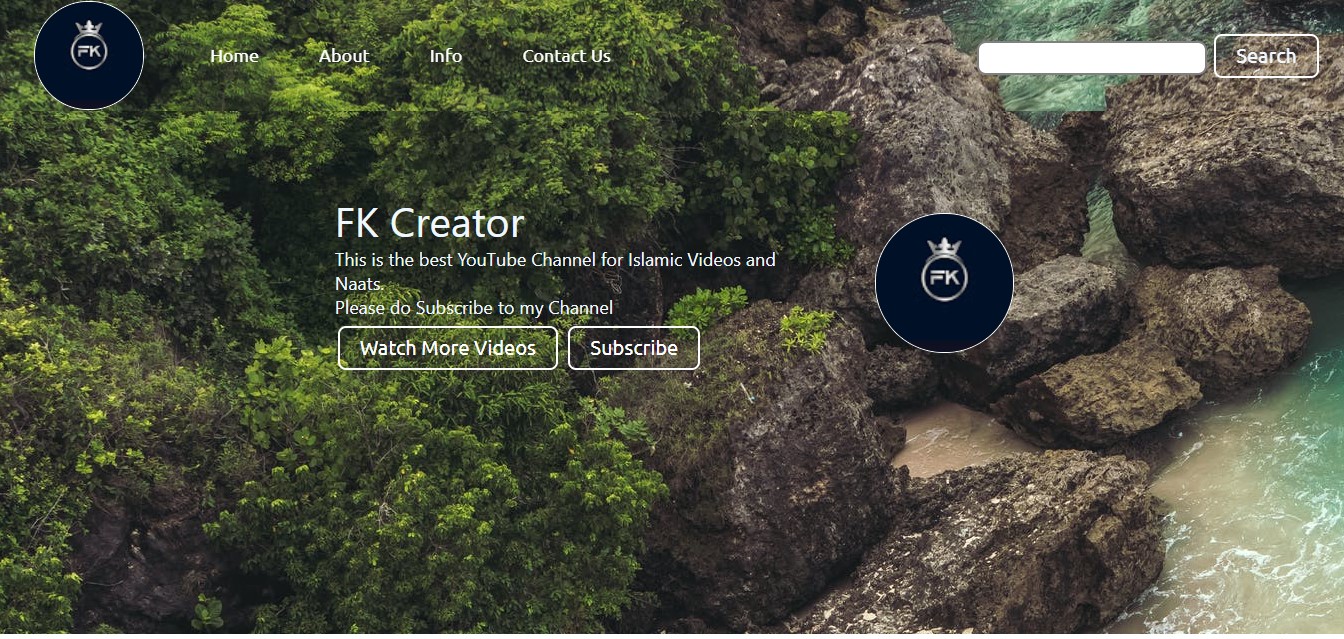 FK
Home About Info Contact Us Search
FK Creator
This is the best YouTube Channel for Islamic Videos and
Naats.
Please do Subscribe to my Channel
Watch More Videos Subscribe
FK